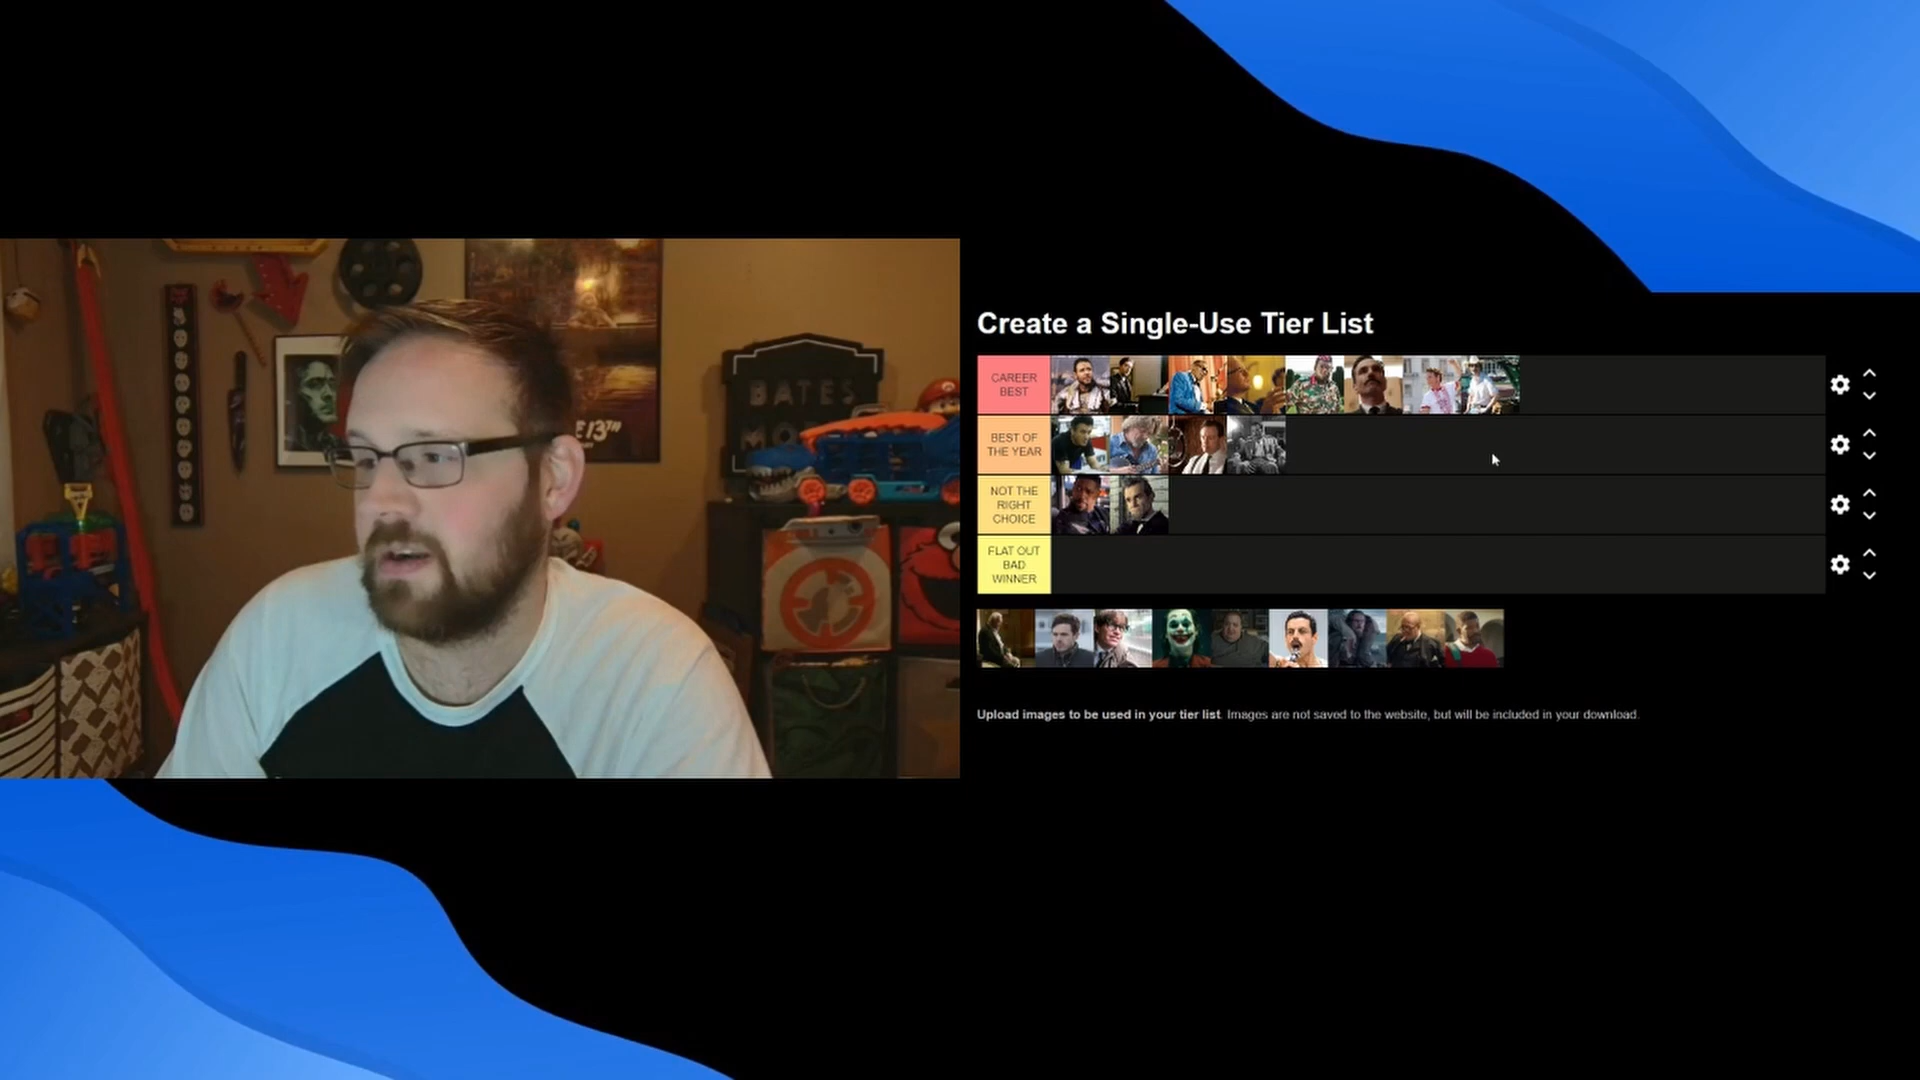 E 13TH
BATES
MO
Create a Single-Use Tier List
CAREER
BEST
BEST OF
THE YEAR
NOT THE
RIGHT
CHOICE
FLAT OUT
BAD
WINNER
Upload images to be used in your tier list. Images are not saved to the website, but will be included in your download.